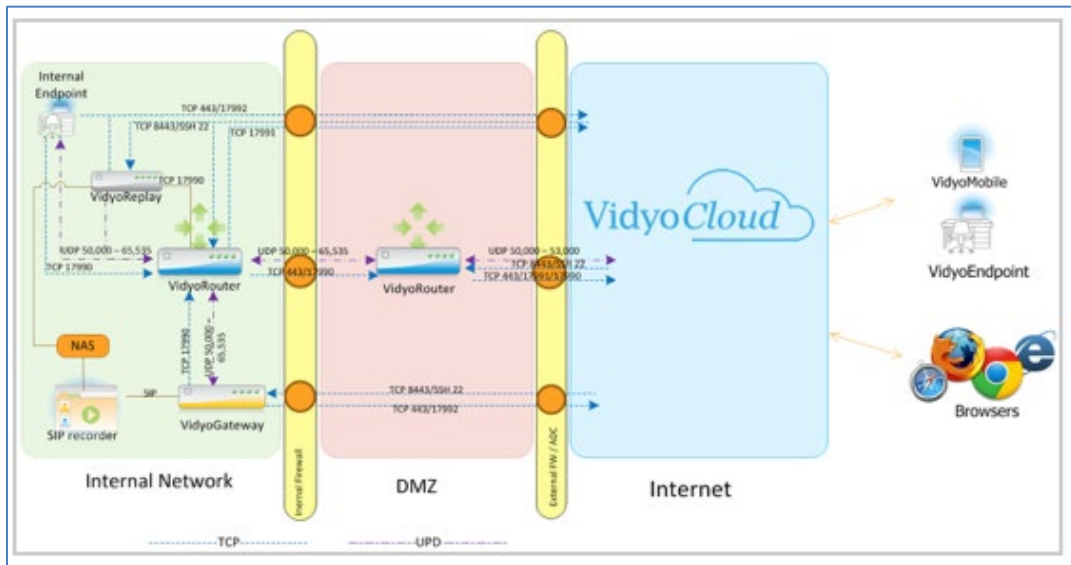 Internal
Endpoint
TCP 443/17992
TCP 8443/SSH 22
TCP 17991
TCP 17990
VidyoReplay
UDP 50,000 – 65,535
TCP 17990
VidyoRouter
UDP 50,000 – 65,535
TCP 443/17990
VidyoRouter
UDP 50,000 – 53,000
TCP 8443/SSH 22
TCP 443/17991/17990
VidyoCloud
VidyoMobile
VidyoEndpoint
Browsers
NAS
TCP 17990
UDP 50,000 –
65,535
SIP
SIP recorder
VidyoGateway
TCP 8443/SSH 22
TCP 443/17992
Internal Network
Inernal Firewall
DMZ
External FW / ADC
Internet
TCP
UPD